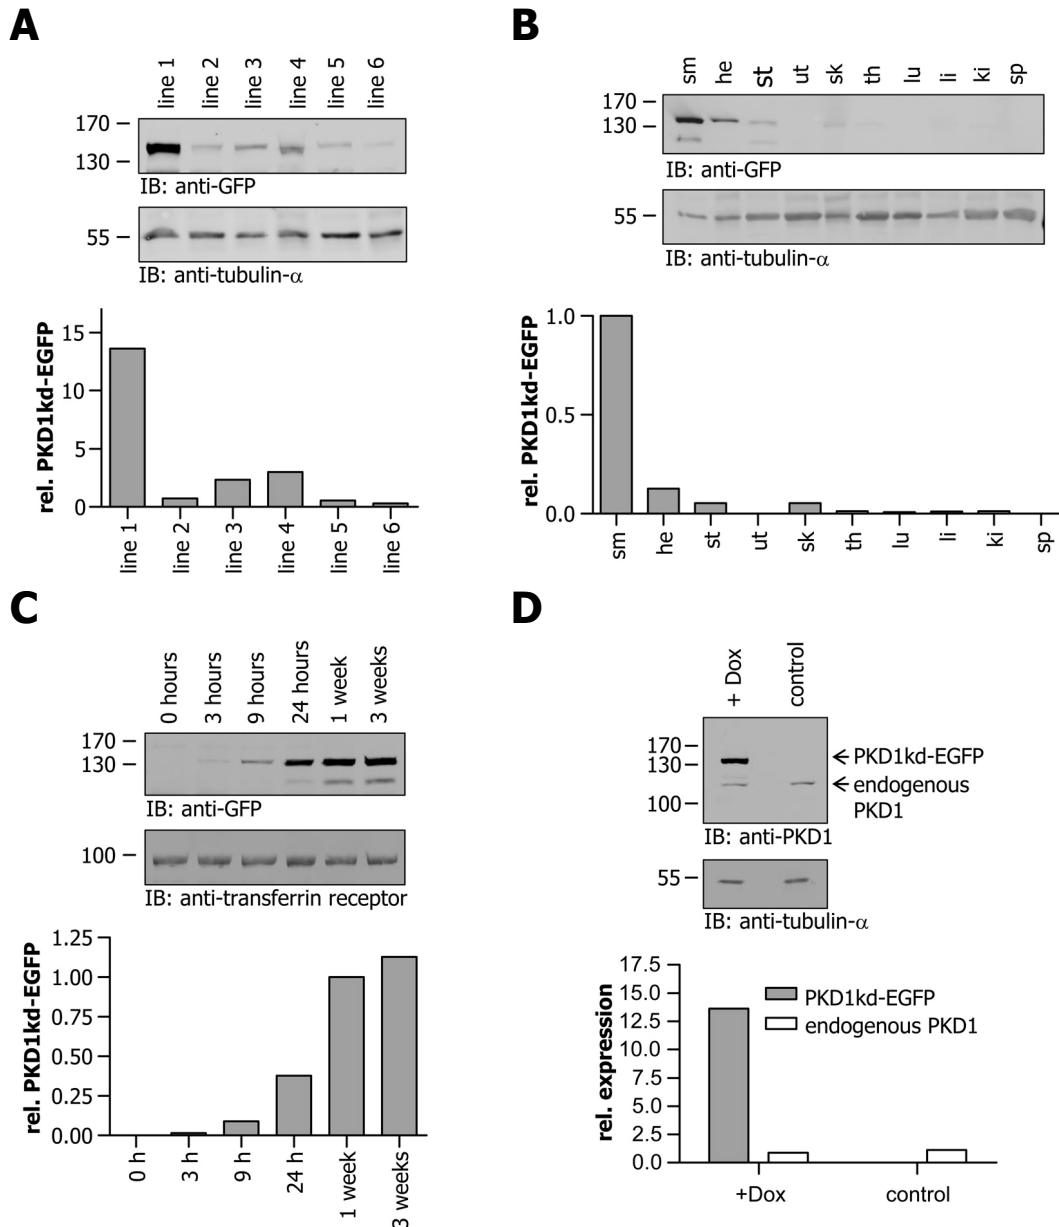 A
line 1
line 2
line 3
line 4
line 5
line 6
170
130
IB: anti-GFP
55
IB: anti-tubulin-α
rel. PKD1kd-EGFP
15
10
5
0
line 1
line 2
line 3
line 4
line 5
line 6
B
sm
he
st
ut
sk
th
lu
li
ki
sp
170
130
IB: anti-GFP
55
IB: anti-tubulin-α
rel. PKD1kd-EGFP
1.0
0.5
0.0
sm
he
st
ut
sk
th
lu
li
ki
sp
C
0 hours
3 hours
9 hours
24 hours
1 week
3 weeks
170
130
IB: anti-GFP
100
IB: anti-transferrin receptor
rel. PKD1kd-EGFP
1.25
1.00
0.75
0.50
0.25
0.00
0 h
3 h
9 h
24 h
1 week
3 weeks
D
+ Dox
control
170
130
100
PKD1kd-EGFP
endogenous
PKD1
IB: anti-PKD1
55
IB: anti-tubulin-α
rel. expression
17.5
15.0
12.5
10.0
7.5
5.0
2.5
0.0
PKD1kd-EGFP
endogenous PKD1
+Dox
control